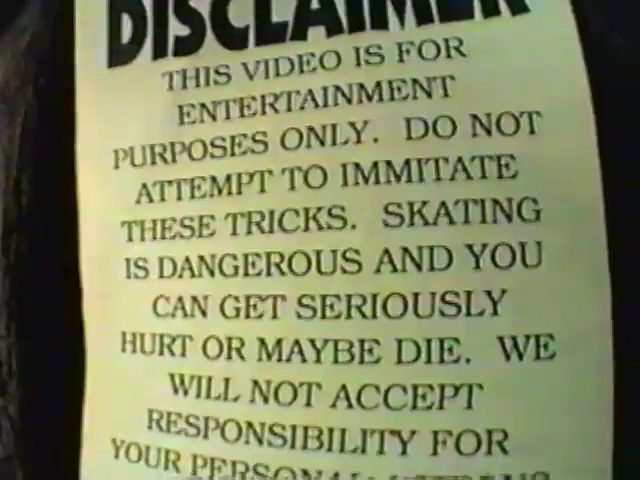 DISCLAIMER
THIS VIDEO IS FOR
ENTERTAINMENT
PURPOSES ONLY. DO NOT
ATTEMPT TO IMMITATE
THESE TRICKS. SKATING
IS DANGEROUS AND YOU
CAN GET SERIOUSLY
HURT OR MAYBE DIE. WE
WILL NOT ACCEPT
RESPONSIBILITY FOR
YOUR PERSONAL